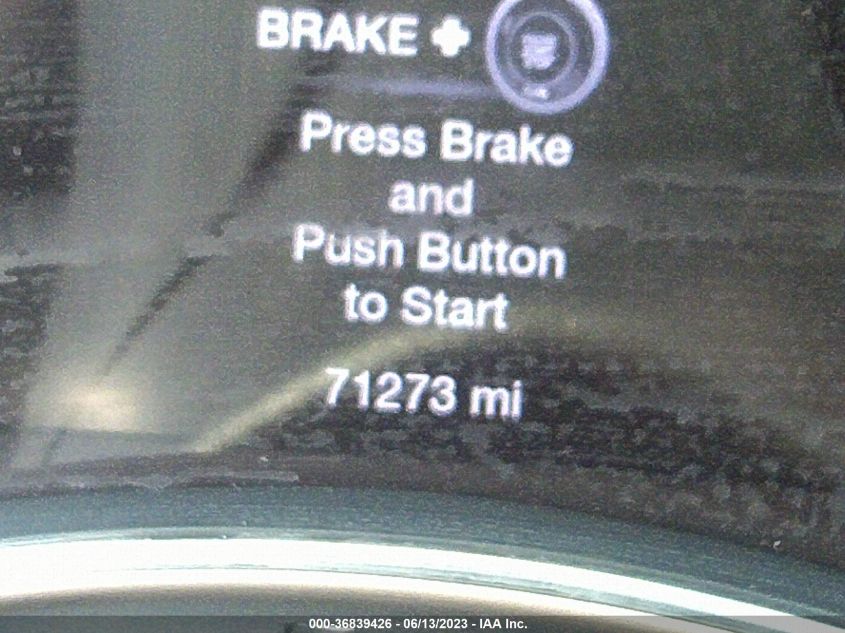 BRAKE +
Press Brake
and
Push Button
to Start
71273 mi
000-36839426 - 06/13/2023 - IAA Inc.